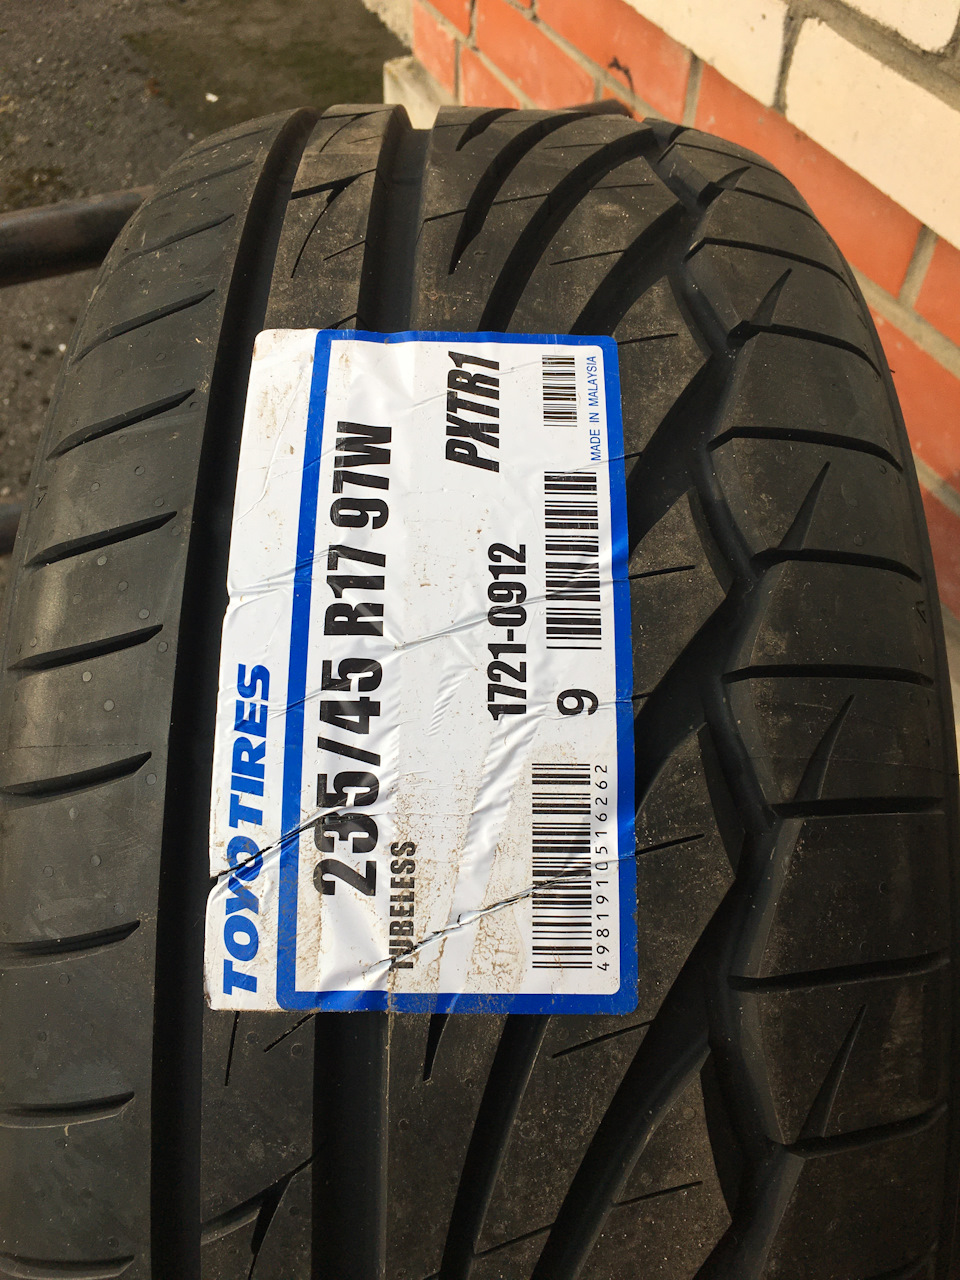 TOYO TIRES
235/45 R17 97W
TUBELESS
PXTR1
1721-0912
9
MADE IN MALAYSIA
4981910516262